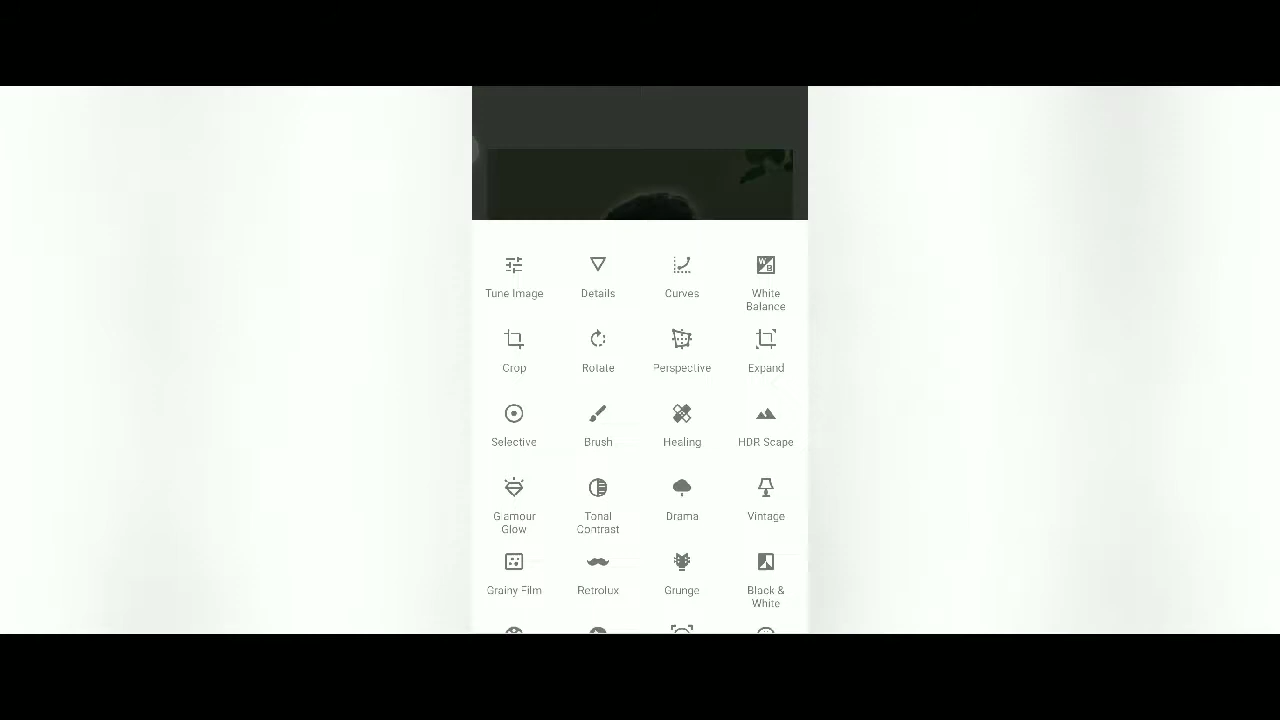 Tune Image
Details
Curves
White
Balance
Crop
Rotate
Perspective
Expand
Selective
Brush
Healing
HDR Scape
Glamour
Glow
Tonal
Contrast
Drama
Vintage
Grainy Film
Retrolux
Grunge
Black &
White